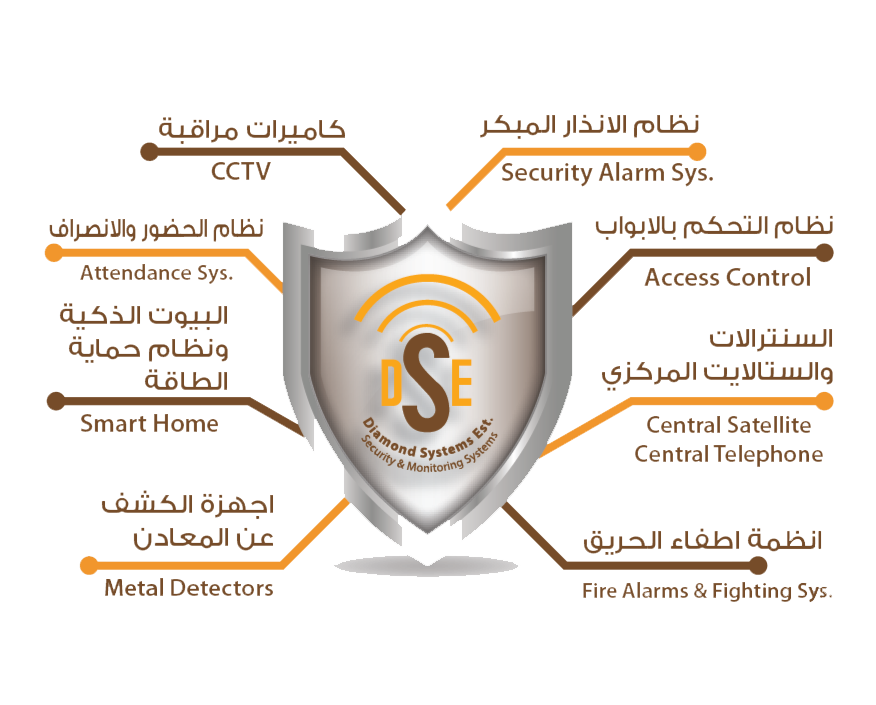 كاميرات مراقبة
CCTV
نظام الانذار المبكر
Security Alarm Sys.
نظام الحضور والانصراف
Attendance Sys.
نظام التحكم بالابواب
Access Control
البيوت الذكية
ونظام حماية
الطاقة
Smart Home
السنترالات
والستالايت المركزي
Central Satellite
Central Telephone
DSE
Diamond Systems Est.
Security & Monitoring Systems
اجهزة الكشف
عن المعادن
Metal Detectors
انظمة اطفاء الحريق
Fire Alarms & Fighting Sys.